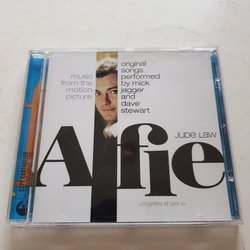 music
from the
motion
picture
original
songs
performed
by mick
jagger
and
dave
stewart
JUDE LAW
Alfie
a charles shyer film